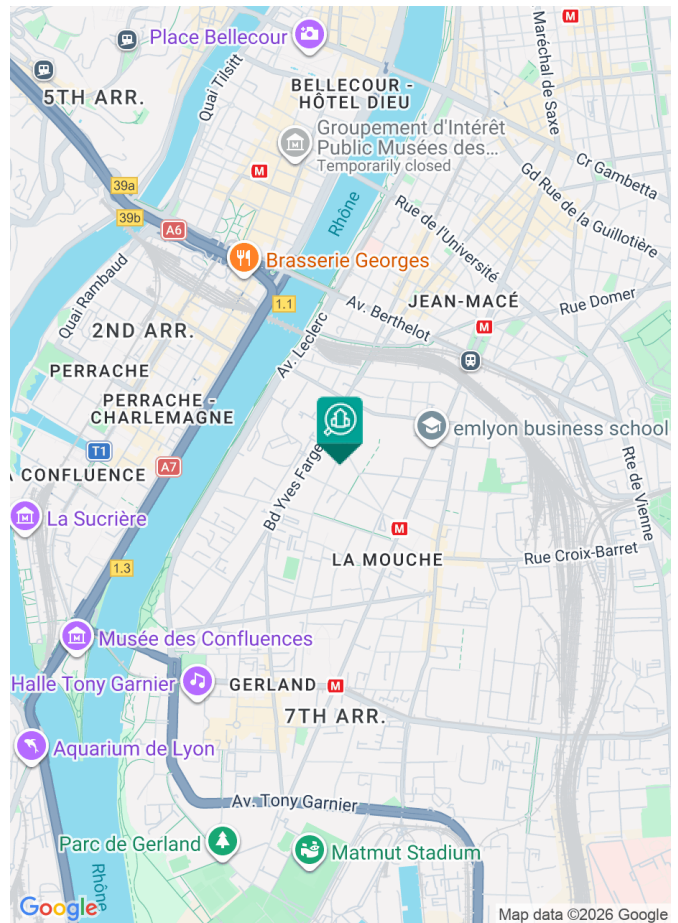 Place Bellecour
M
Maréchal de Saxe
5TH ARR.
Quai Tilsitt
BELLECOUR -
HÔTEL DIEU
Groupement d'Intérêt
Public Musées des...
Temporarily closed
M
Cr Gambetta
Gd Rue de la Guillotière
39a
39b
A6
Rhône
Rue de l'Université
Brasserie Georges
Quai Rambaud
1.1
Av. Berthelot
JEAN-MACÉ
Rue Domer
M
2ND ARR.
Av. Leclerc
PERRACHE
PERRACHE -
CHARLEMAGNE
emlyon business school
T1
A7
CONFLUENCE
Bd Yves Farge
Rte de Vienne
La Sucrière
M
LA MOUCHE
Rue Croix-Barret
1.3
Musée des Confluences
Halle Tony Garnier
GERLAND
M
7TH ARR.
Aquarium de Lyon
Av. Tony Garnier
Parc de Gerland
Matmut Stadium
Rhône
Google
Map data ©2026 Google